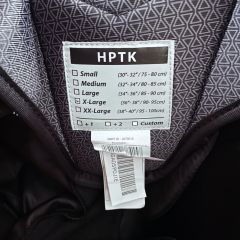 HPTK
Small (30"- 32" / 75 - 80 cm)
Medium (32"- 34" / 80 - 85 cm)
Large (34"- 36" / 85 - 90 cm)
X-Large (36"- 38" / 90 - 95cm)
XX-Large (38"- 40" / 95 - 100cm)
+ 1 + 2 Custom